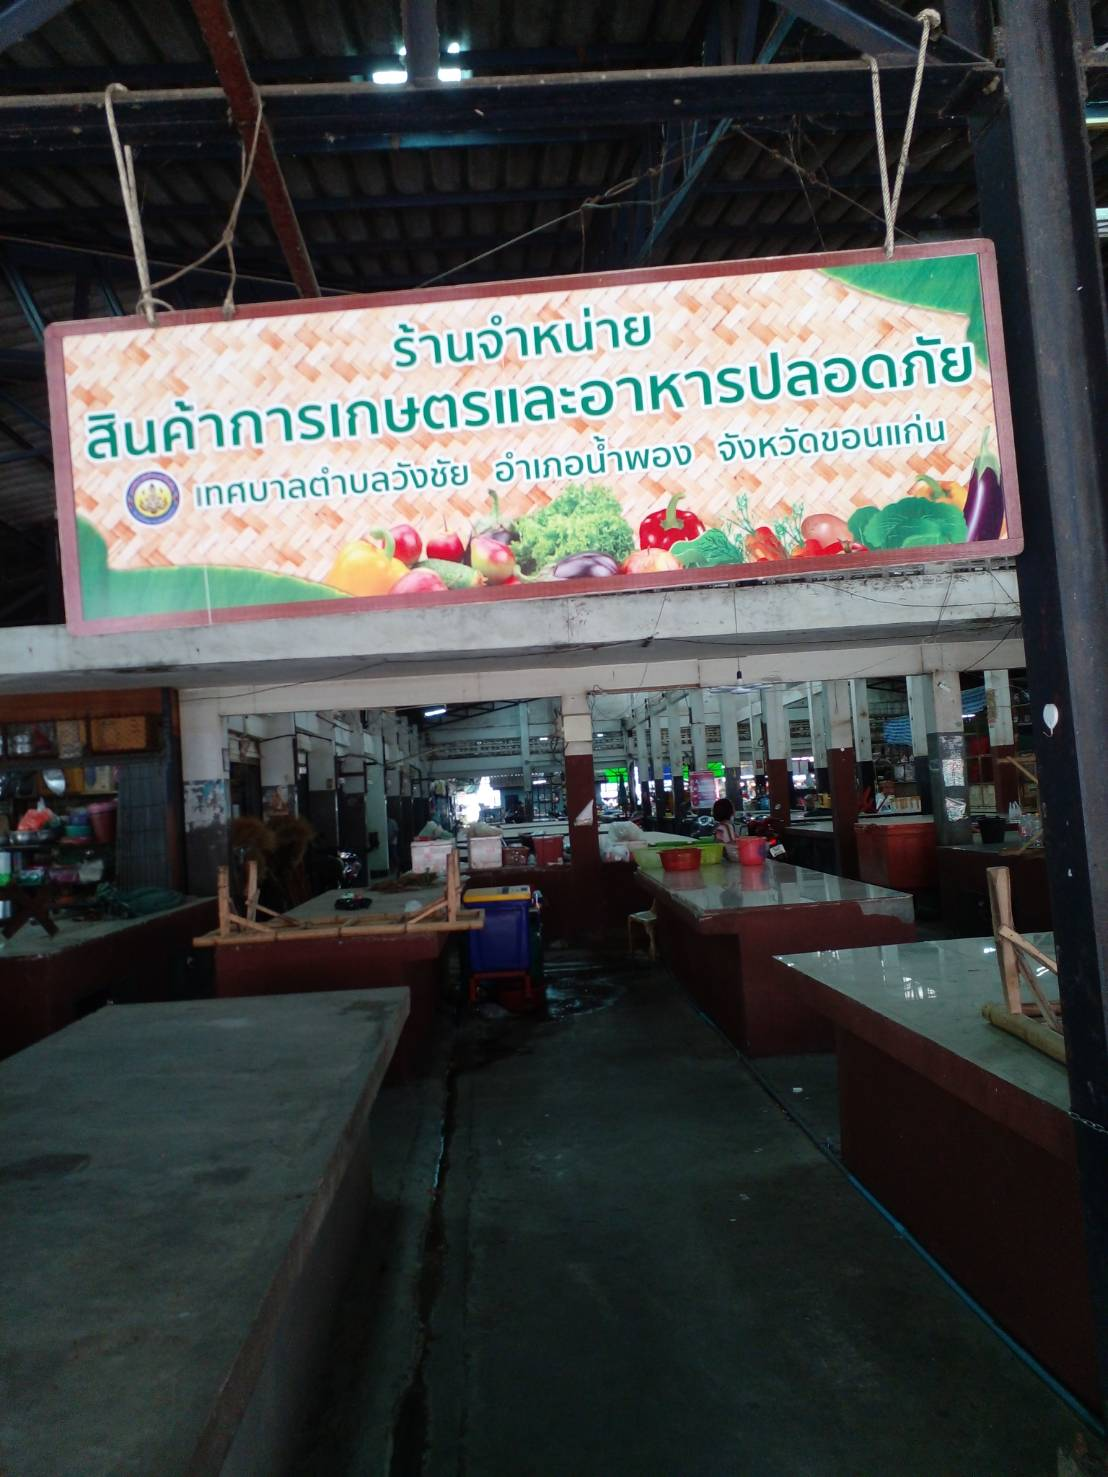 ร้านจำหน่าย
สินค้าการเกษตรและอาหารปลอดภัย
เทศบาลตำบลวังชัย อำเภอน้ำพอง จังหวัดขอนแก่น